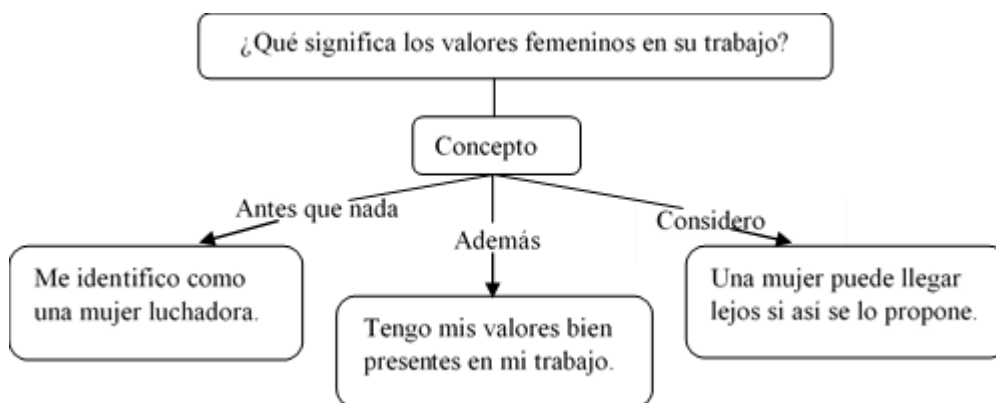 ¿Qué significa los valores femeninos en su trabajo?
Concepto
Antes que nada
Además
Considero
Me identifico como
una mujer luchadora.
Tengo mis valores bien
presentes en mi trabajo.
Una mujer puede llegar
lejos si así se lo propone.